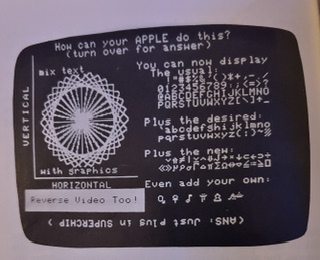 How can your APPLE do this?
(turn over for answer)
mix text
VERTICAL
with graphics
HORIZONTAL
Reverse Video Too!
You can now display
The usual:
!"#$%&'()*+,-
0123456789:;<=>?
@ABCDEFGHIJKLMNO
PQRSTUVWXYZ[\]
Plus the desired:
abcdefghijklmno
pqrstuvwxyz
Plus the new:
Even add your own:
(ANS: Just plug in SUPERCHIP)